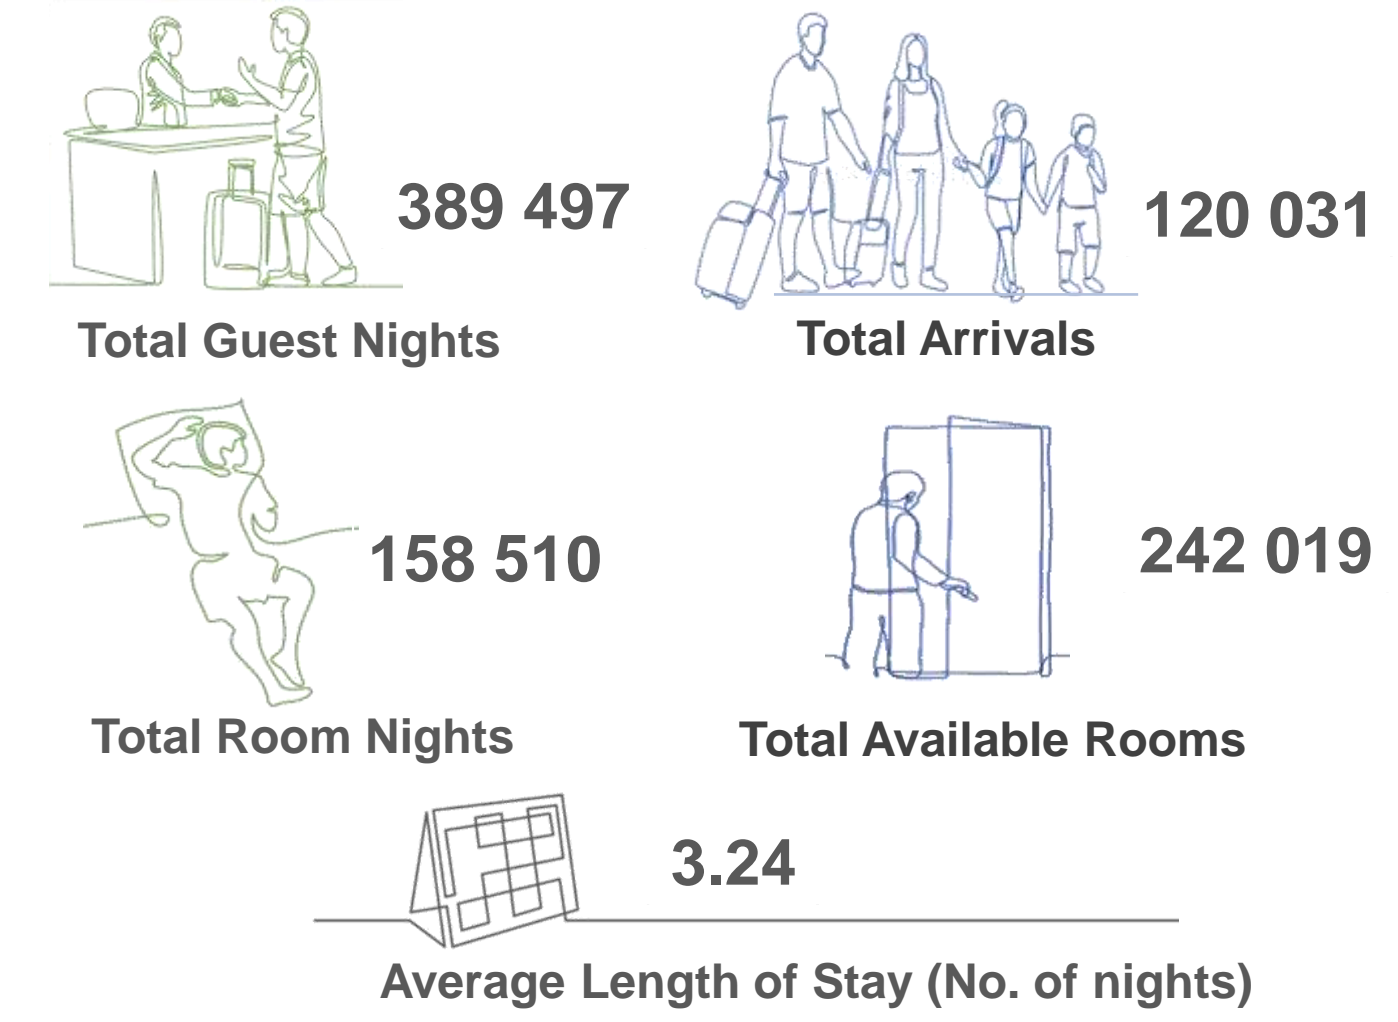 389 497
Total Guest Nights
120 031
Total Arrivals
158 510
Total Room Nights
242 019
Total Available Rooms
3.24
Average Length of Stay (No. of nights)